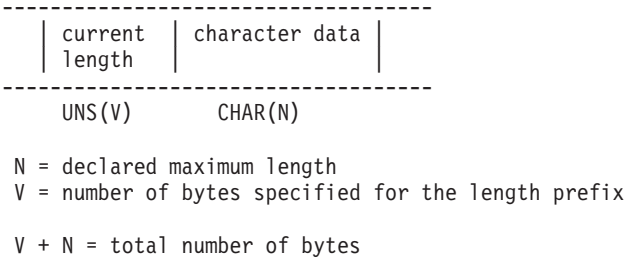 current character data
length
UNS(V) CHAR(N)
N = declared maximum length
V = number of bytes specified for the length prefix
V + N = total number of bytes